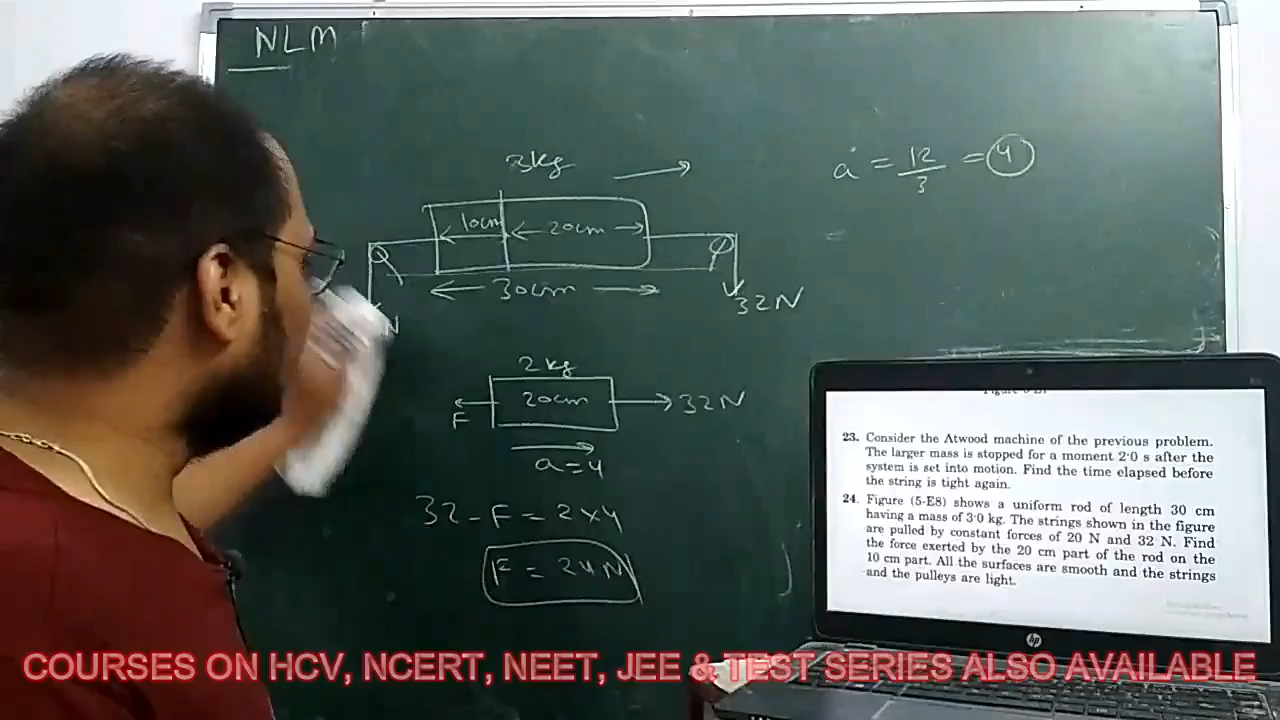 NLM
3kg
a = 12/3 = 4
10cm
20cm
30cm
32N
N
2kg
F
20cm
32N
a=4
32-F = 2×4
F = 24N
23. Consider the Atwood machine of the previous problem.
The larger mass is stopped for a moment 2·0 s after the
system is set into motion. Find the time elapsed before
the string is tight again.
24. Figure (5-E8) shows a uniform rod of length 30 cm
having a mass of 3·0 kg. The strings shown in the figure
are pulled by constant forces of 20 N and 32 N. Find
the force exerted by the 20 cm part of the rod on the
10 cm part. All the surfaces are smooth and the strings
and the pulleys are light.
hp
COURSES ON HCV, NCERT, NEET, JEE & TEST SERIES ALSO AVAILABLE